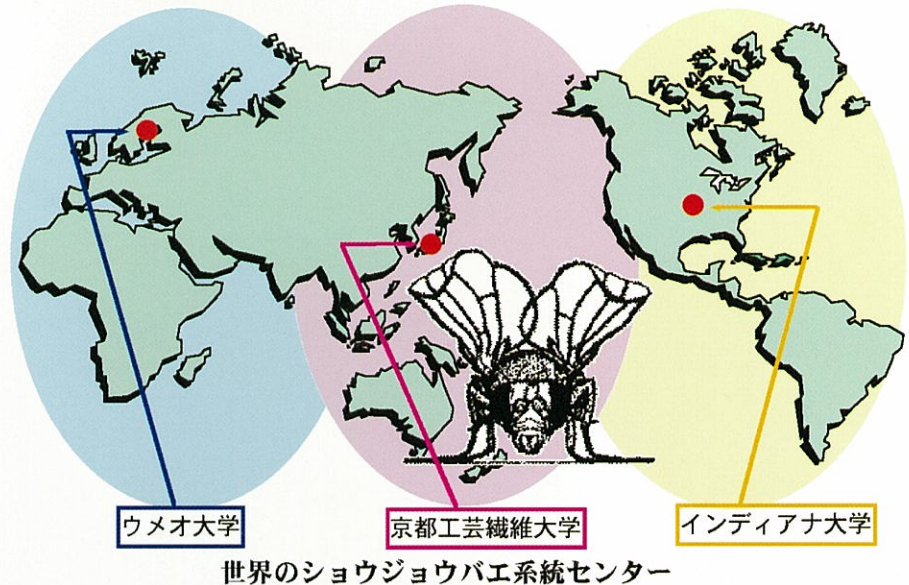 ウメオ大学
京都工芸繊維大学
インディアナ大学
世界のショウジョウバエ系統センター